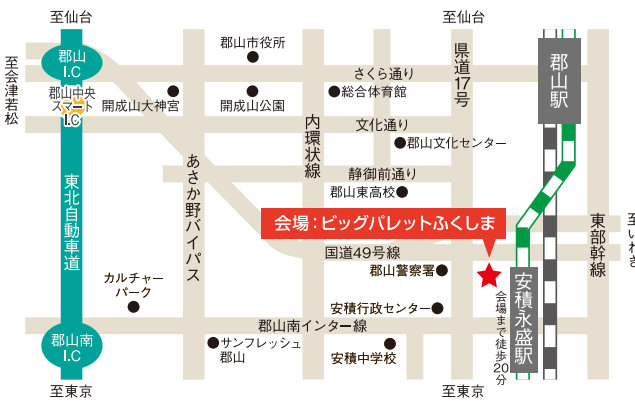 至仙台
至仙台
郡山市役所
郡山
I.C
至会津若松
県道17号
郡山駅
さくら通り
郡山中央
スマート
I.C
開成山大神宮
開成山公園
総合体育館
内環状線
文化通り
郡山文化センター
あさか野バイパス
静御前通り
東北自動車道
郡山東高校
会場：ビッグパレットふくしま
東部幹線
至いわき
国道49号線
郡山警察署
カルチャー
パーク
安積永盛駅
会場まで徒歩20分
安積行政センター
郡山南インター線
郡山南
I.C
サンフレッシュ
郡山
安積中学校
至東京
至東京